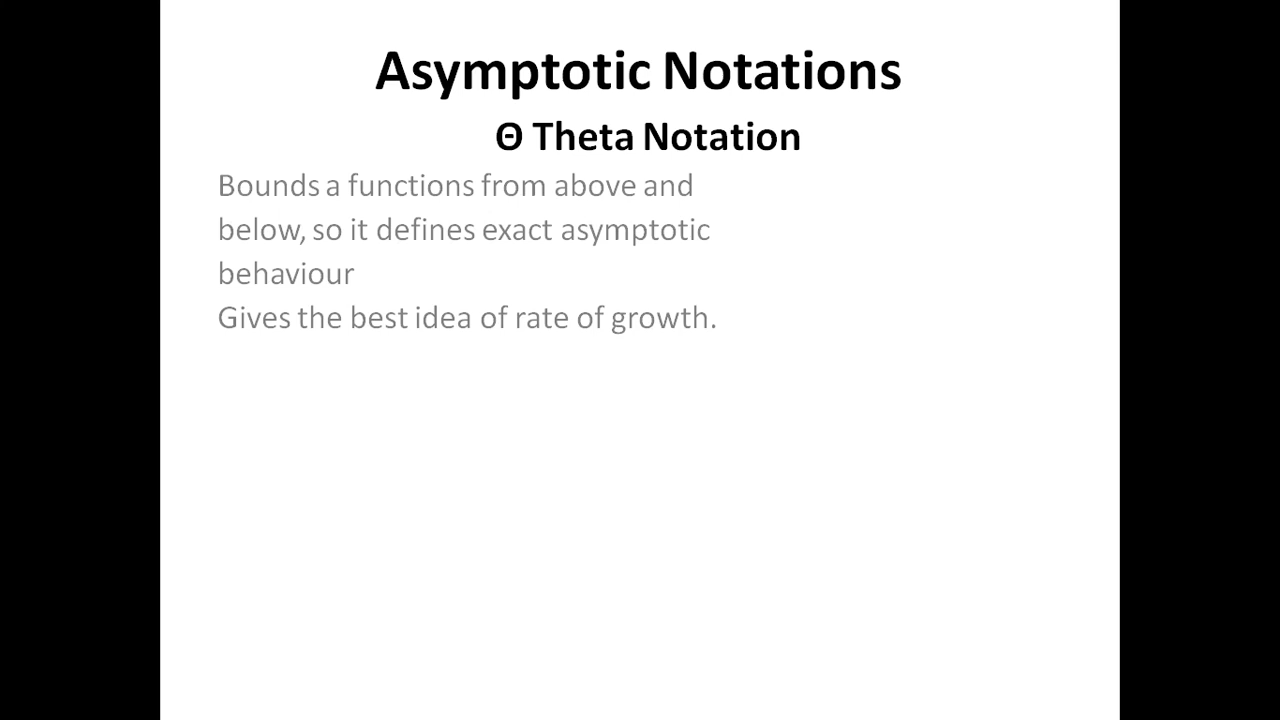 Asymptotic Notations
Θ Theta Notation
Bounds a functions from above and
below, so it defines exact asymptotic
behaviour
Gives the best idea of rate of growth.